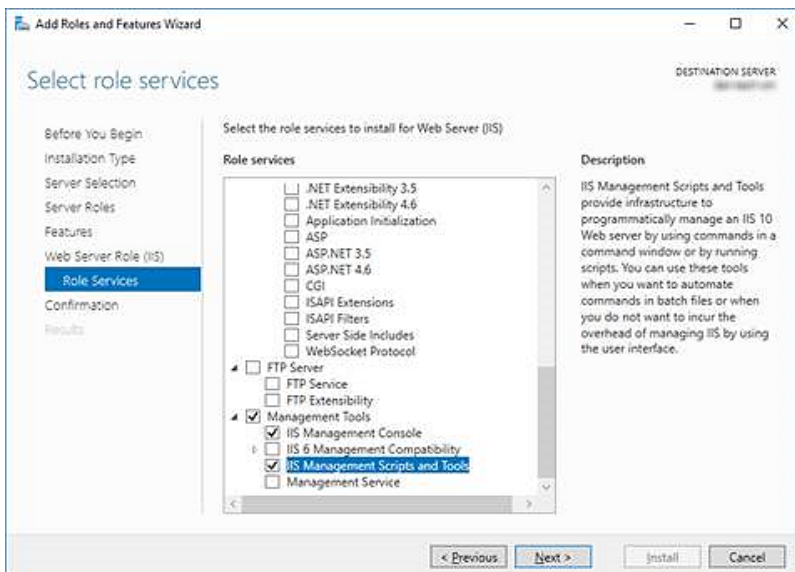 Add Roles and Features Wizard
Select role services
DESTINATION SERVER
Before You Begin
Installation Type
Server Selection
Server Roles
Features
Web Server Role (IIS)
Role Services
Confirmation
Results
Select the role services to install for Web Server (IIS)
Role services
.NET Extensibility 3.5
.NET Extensibility 4.6
Application Initialization
ASP
ASP.NET 3.5
ASP.NET 4.6
CGI
ISAPI Extensions
ISAPI Filters
Server Side Includes
WebSocket Protocol
FTP Server
FTP Service
FTP Extensibility
Management Tools
IIS Management Console
IIS 6 Management Compatibility
IIS Management Scripts and Tools
Management Service
Description
IIS Management Scripts and Tools
provide infrastructure to
programmatically manage an IIS 10
Web server by using commands in a
command window or by running
scripts. You can use these tools
when you want to automate
commands in batch files or when
you do not want to incur the
overhead of managing IIS by using
the user interface.
< Previous
Next >
Install
Cancel